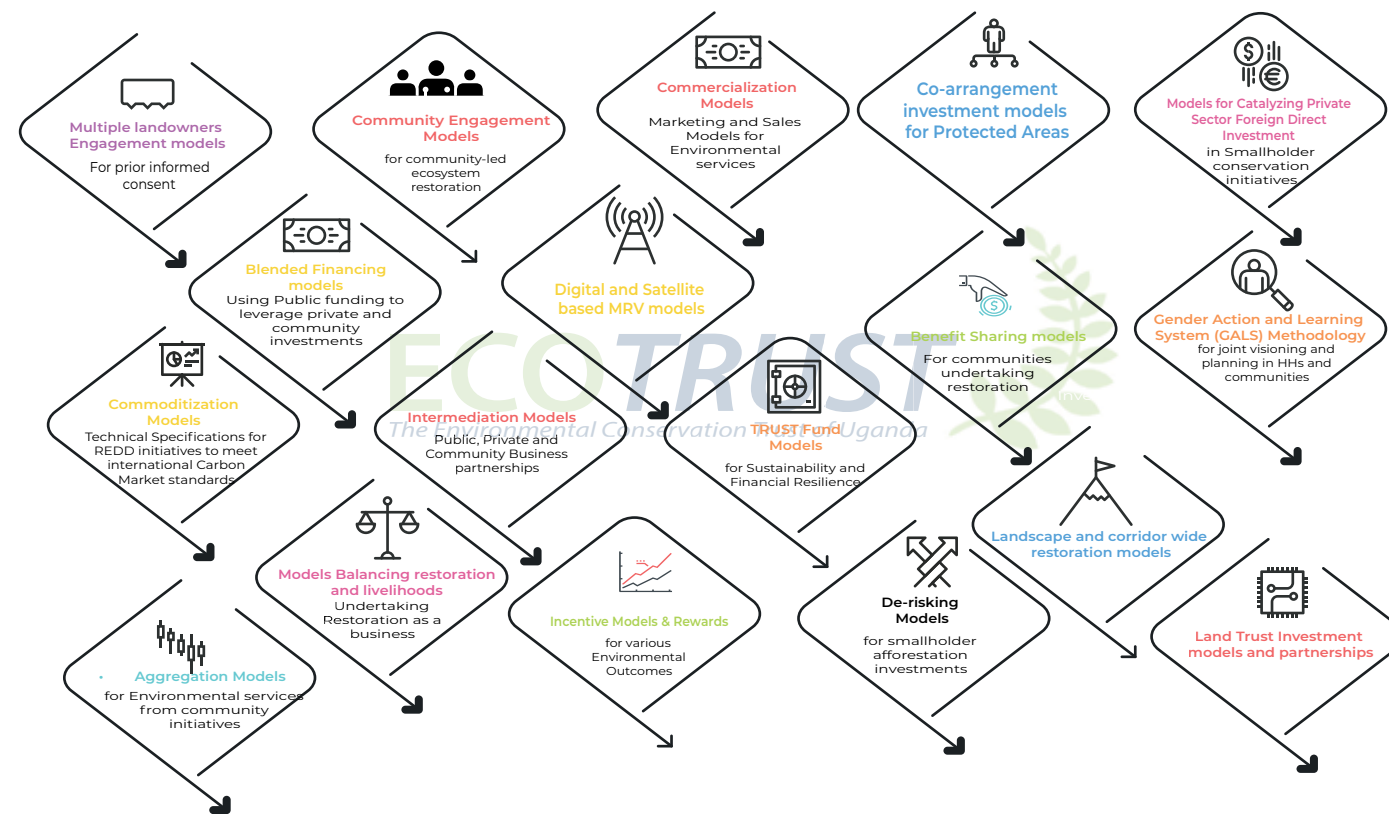 Multiple landowners
Engagement models
For prior informed
consent
Community Engagement
Models
for community-led
ecosystem
restoration
Commercialization
Models
Marketing and Sales
Models for
Environmental
services
Co-arrangement
investment models
for Protected Areas
Models for Catalyzing Private
Sector Foreign Direct
Investment
in Smallholder
conservation
initiatives
Blended Financing
models
Using Public funding to
leverage private and
community
investments
Digital and Satellite
based MRV models
Benefit Sharing models
For communities
undertaking
restoration
Gender Action and Learning
System (GALS) Methodology
for joint visioning and
planning in HHs and
communities
ECOTRUST
The Environmental Conservation Trust of Uganda
Commoditization
Models
Technical Specifications for
REDD initiatives to meet
international Carbon
Market standards
Intermediation Models
Public, Private and
Community Business
partnerships
TRUST Fund
Models
for Sustainability and
Financial Resilience
Landscape and corridor wide
restoration models
Models Balancing restoration
and livelihoods
Undertaking
Restoration as a
business
Incentive Models & Rewards
for various
Environmental
Outcomes
De-risking
Models
for smallholder
afforestation
investments
Land Trust Investment
models and partnerships
• Aggregation Models
for Environmental services
from community
initiatives